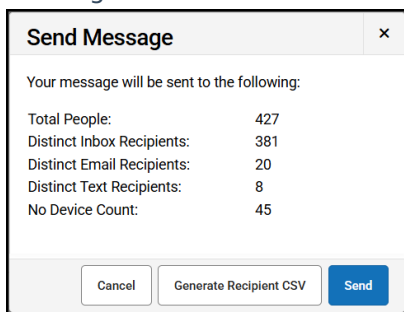 Send Message ×
Your message will be sent to the following:
Total People: 427
Distinct Inbox Recipients: 381
Distinct Email Recipients: 20
Distinct Text Recipients: 8
No Device Count: 45
Cancel Generate Recipient CSV Send